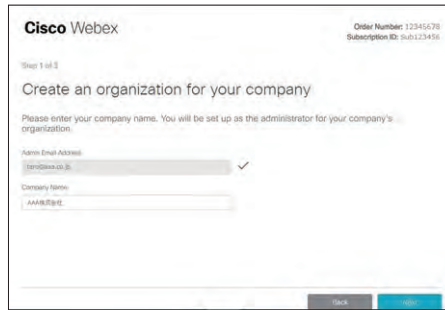 Cisco Webex
Order Number: 12345678
Subscription ID: Sub123456
Step 1 of 3
Create an organization for your company
Please enter your company name. You will be set up as the administrator for your company's
organization.
Admin Email Address
Company Name
AAA株式会社
Back